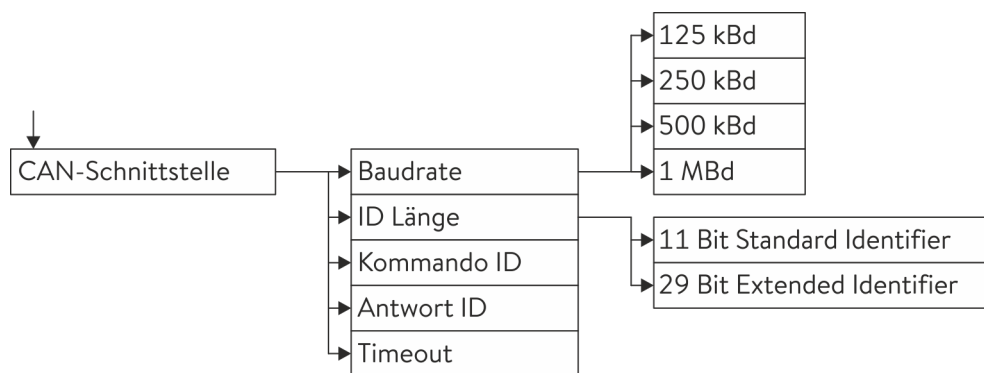 125 kBd
250 kBd
500 kBd
1 MBd
CAN-Schnittstelle
Baudrate
ID Länge
Kommando ID
Antwort ID
Timeout
11 Bit Standard Identifier
29 Bit Extended Identifier